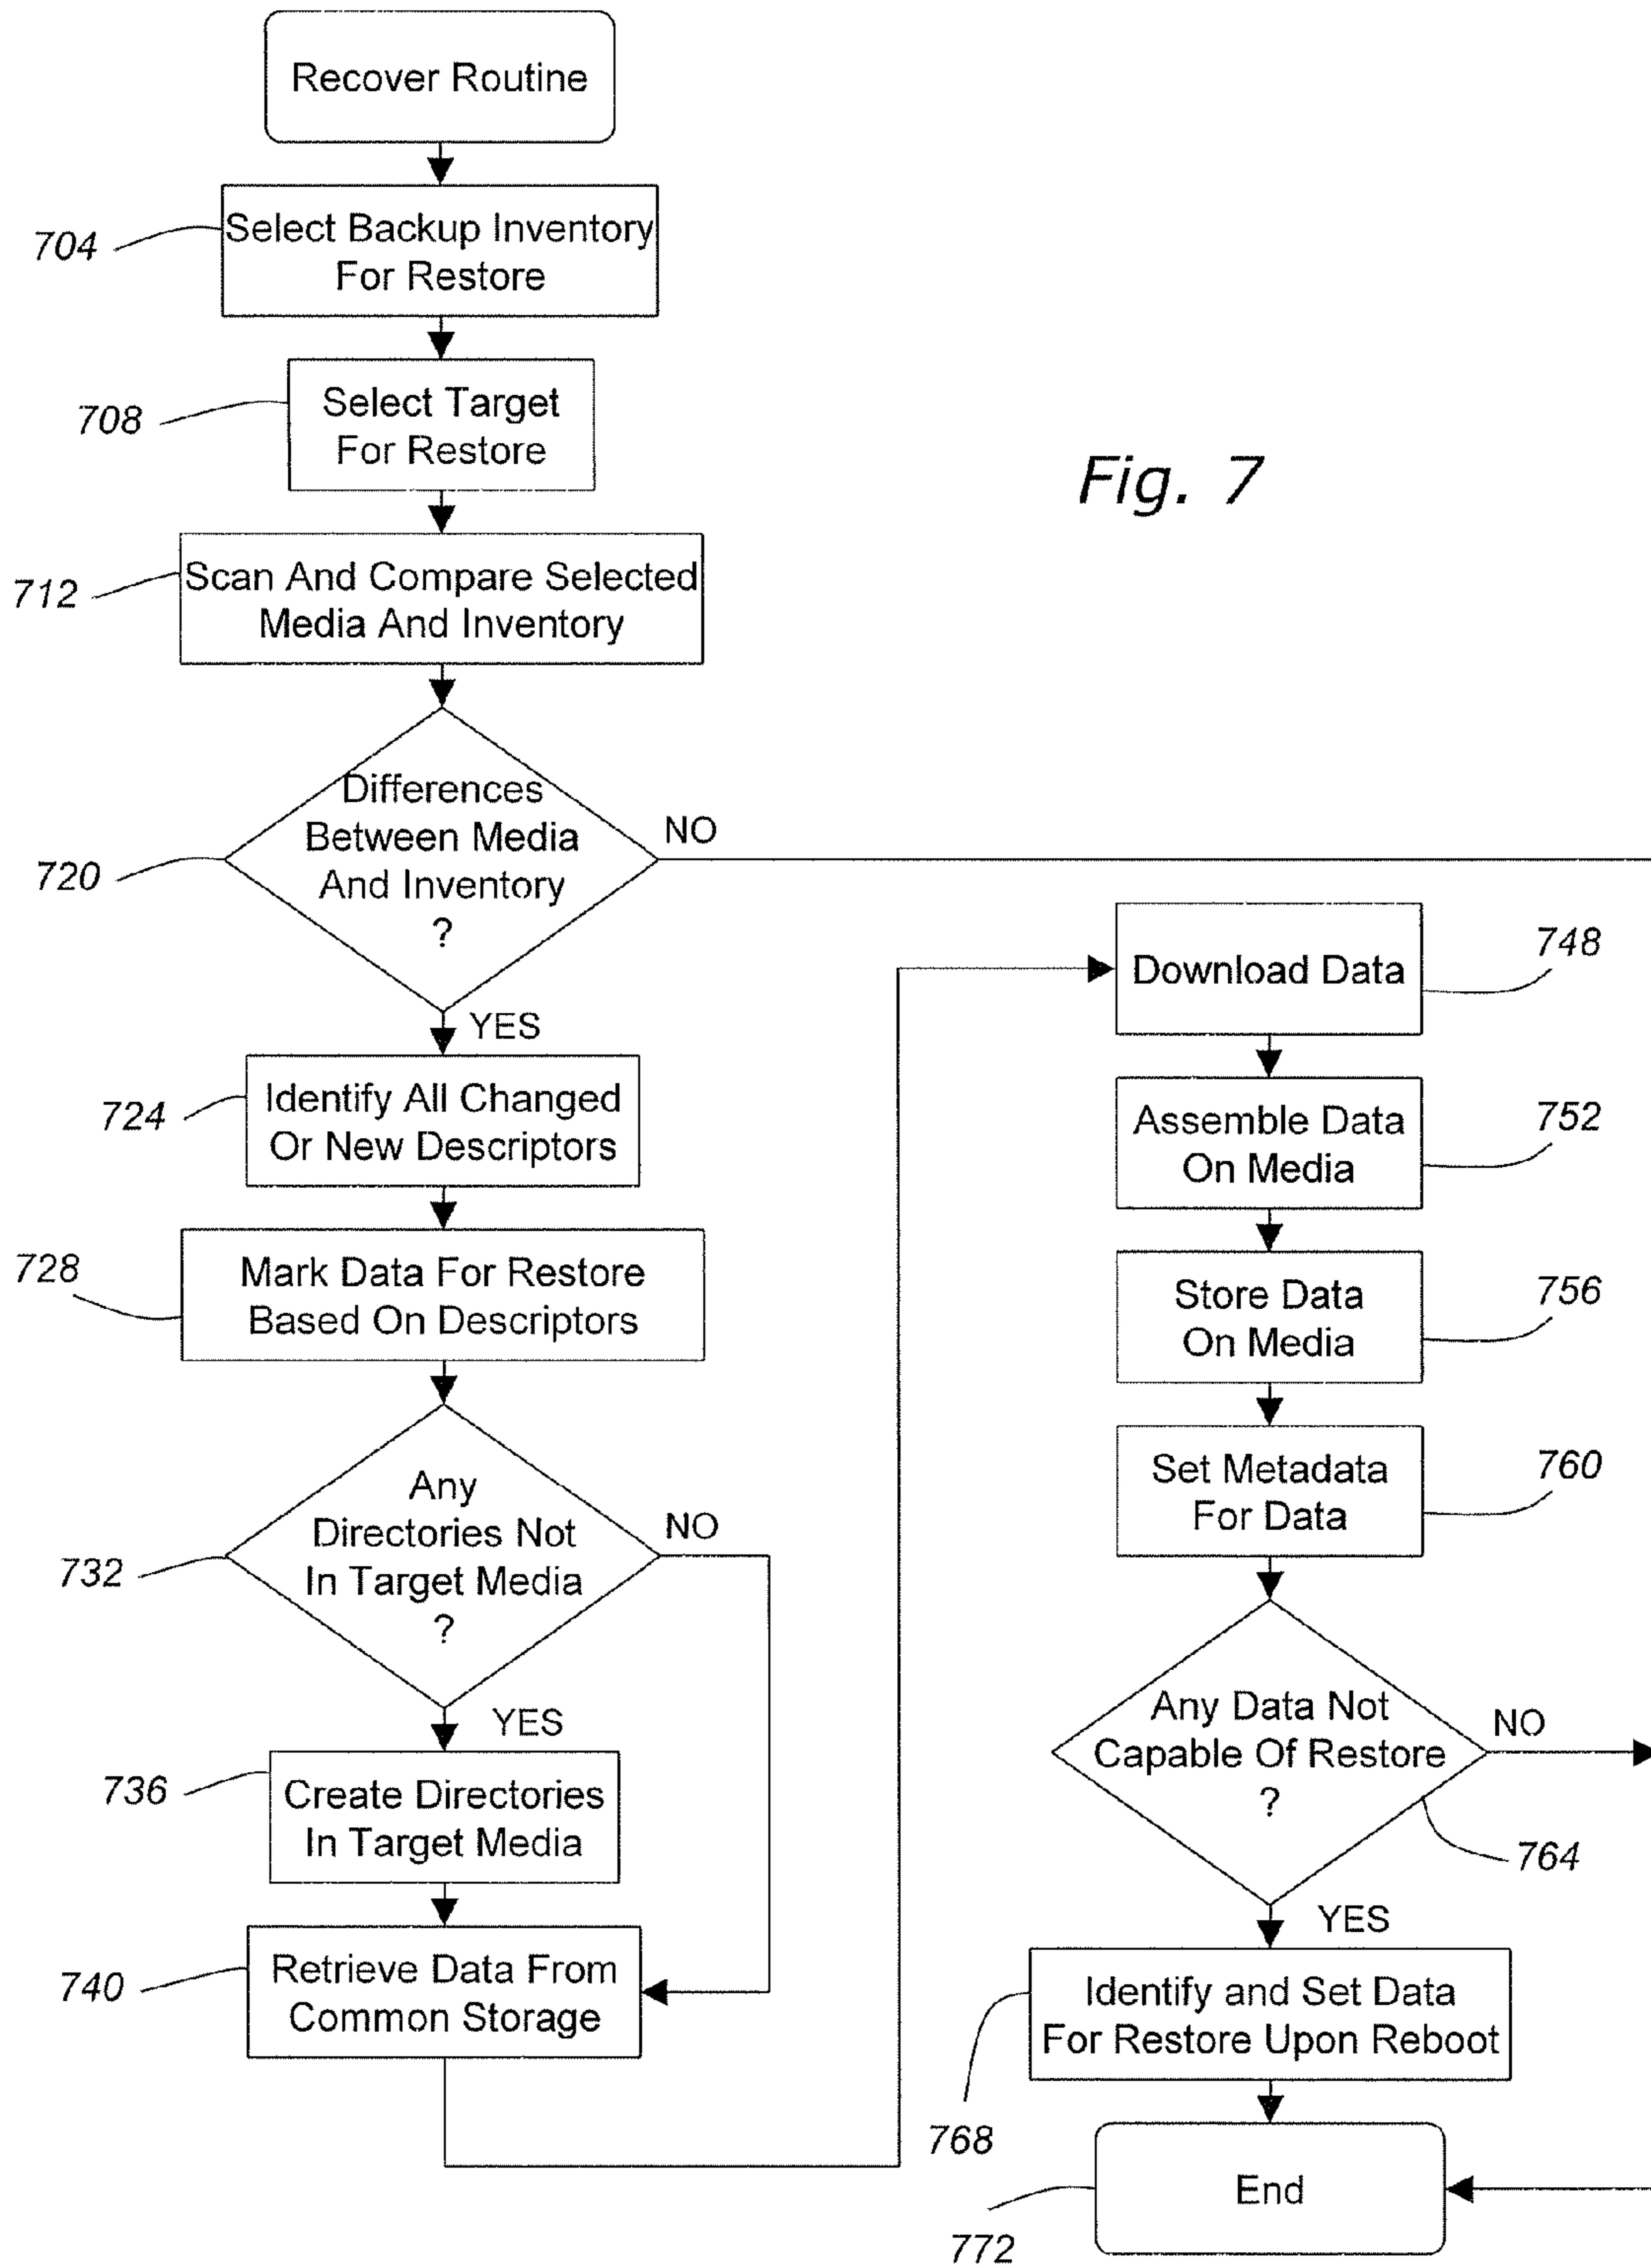 Recover Routine
704
Select Backup Inventory
For Restore
708
Select Target
For Restore
Fig. 7
712
Scan And Compare Selected
Media And Inventory
720
Differences
Between Media
And Inventory
?
NO
YES
724
Identify All Changed
Or New Descriptors
728
Mark Data For Restore
Based On Descriptors
732
Any
Directories Not
In Target Media
?
NO
YES
736
Create Directories
In Target Media
740
Retrieve Data From
Common Storage
748
Download Data
752
Assemble Data
On Media
756
Store Data
On Media
760
Set Metadata
For Data
Any Data Not
Capable Of Restore
?
NO
764
YES
Identify and Set Data
For Restore Upon Reboot
768
End
772